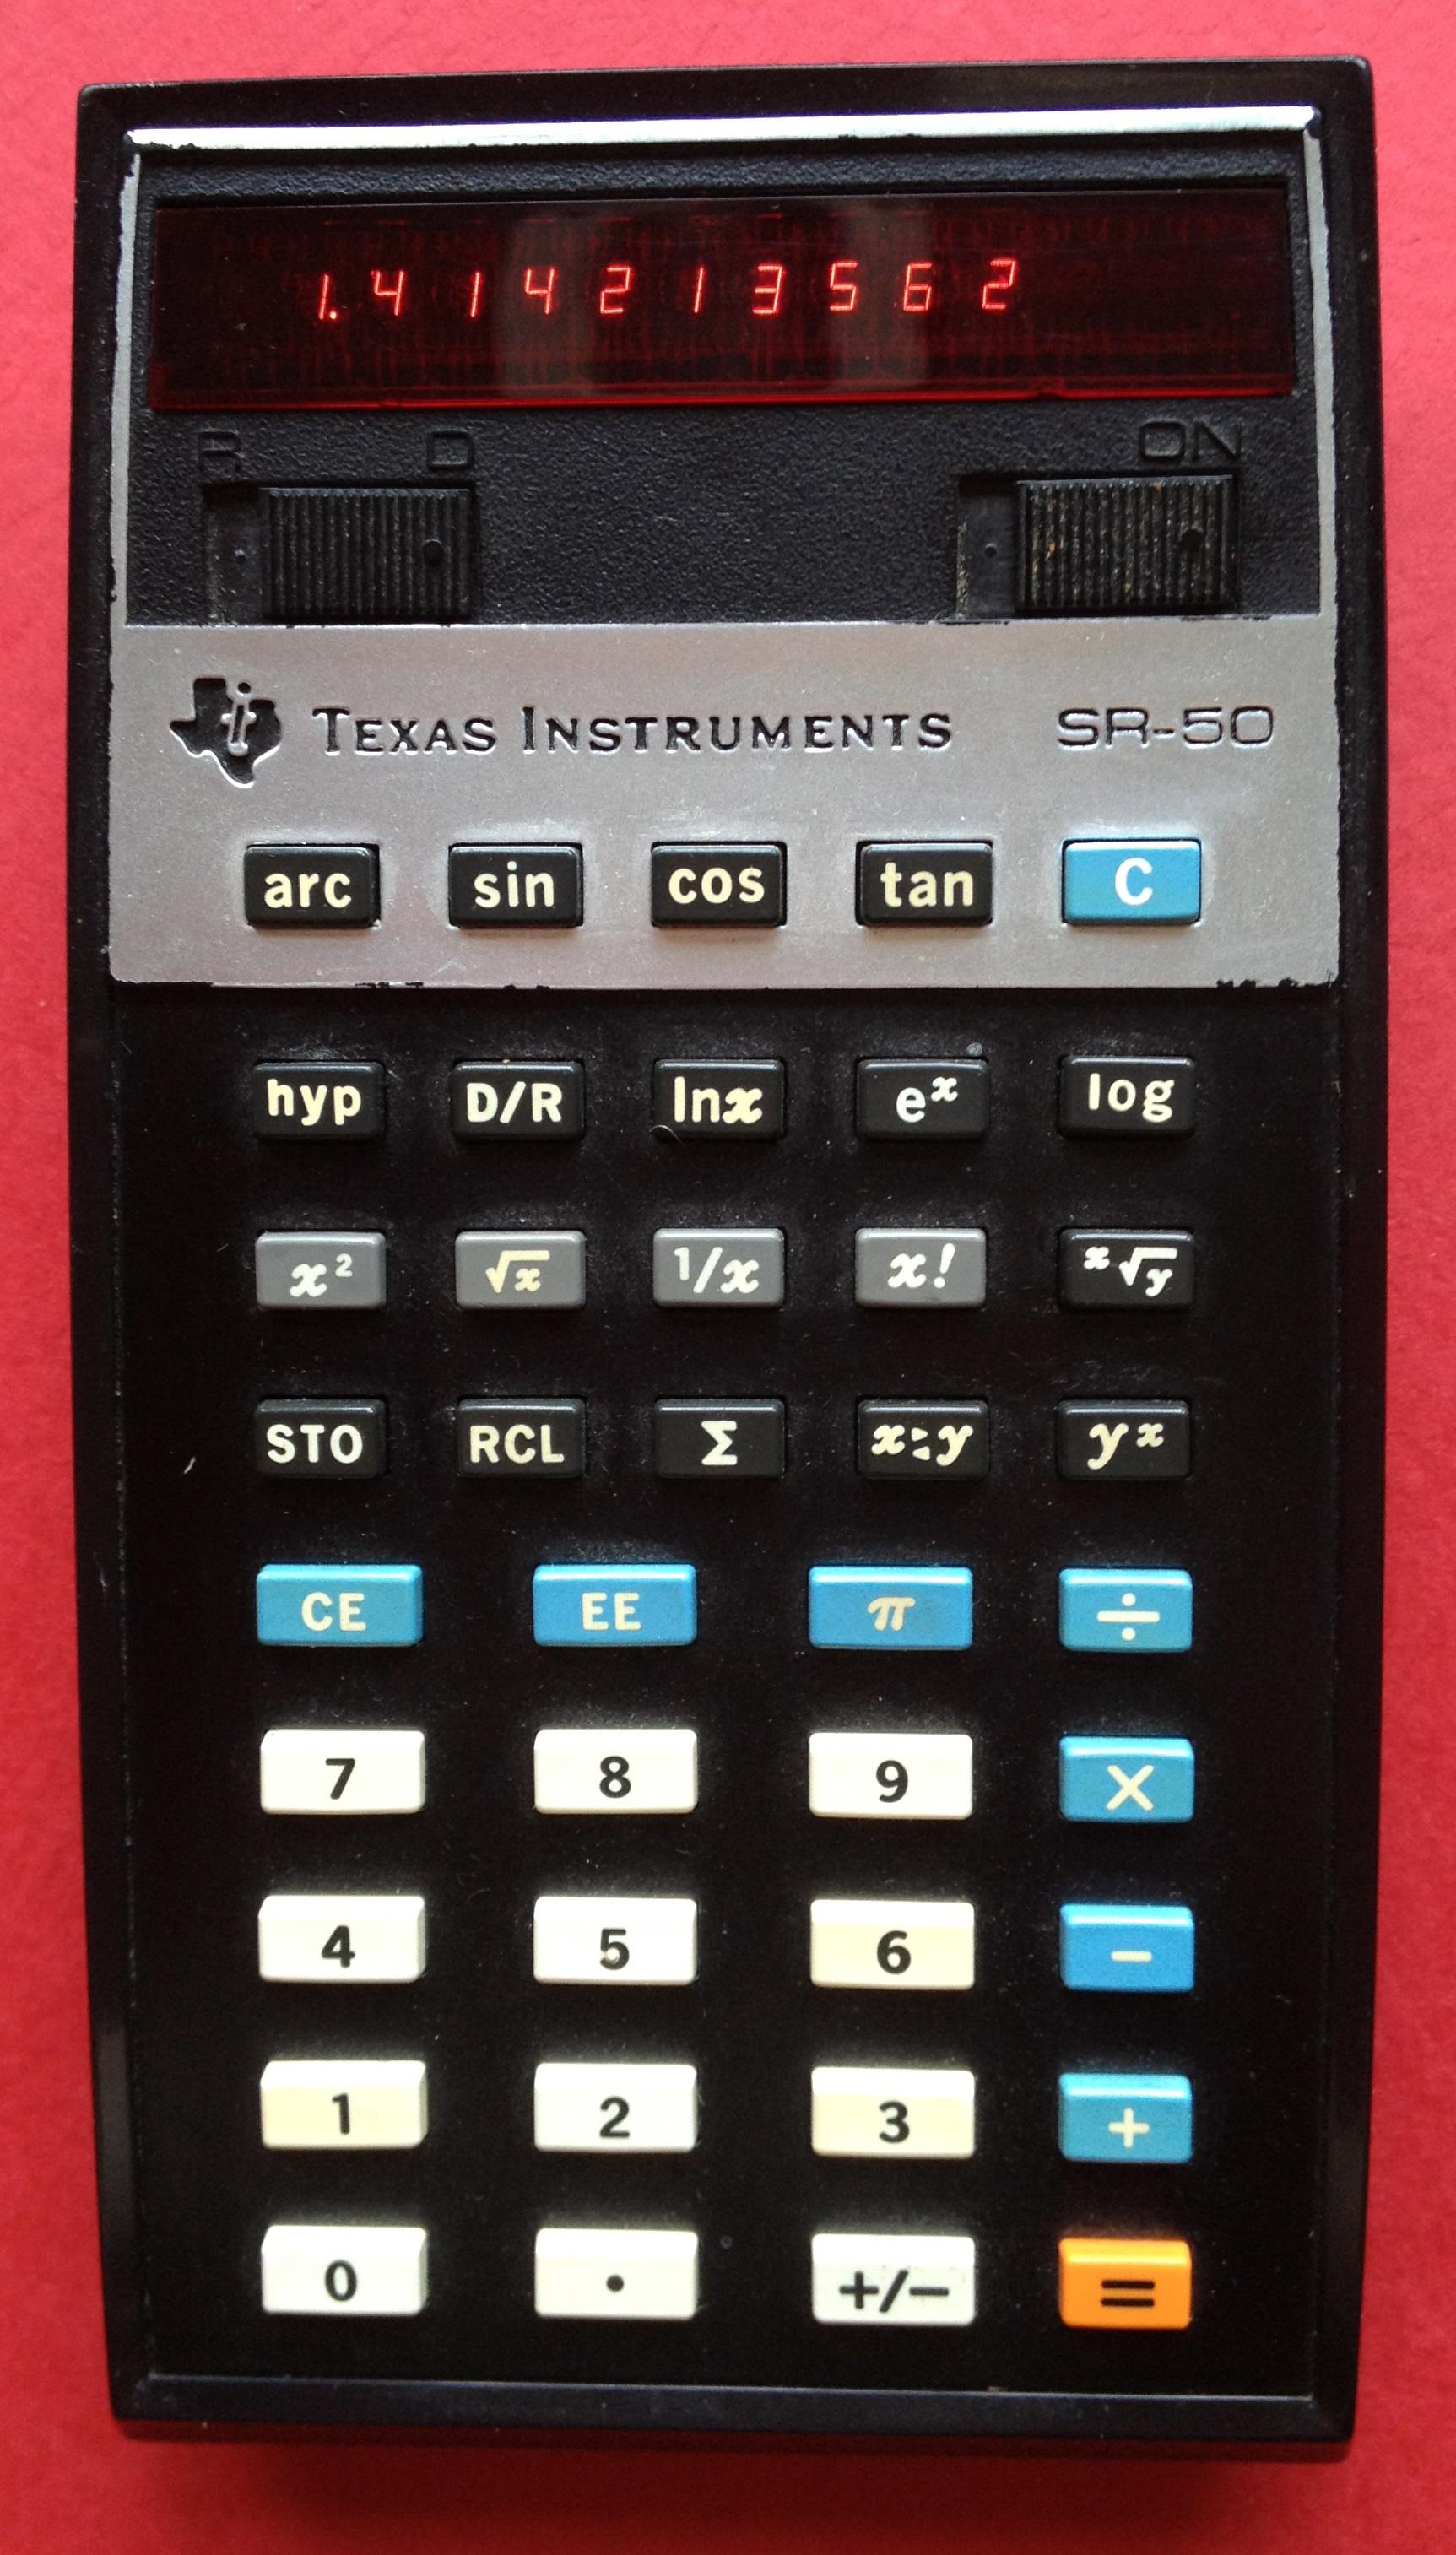 1.414213562
R D ON
TEXAS INSTRUMENTS SR-50
arc sin cos tan C
hyp D/R lnx eˣ log
x² √x 1/x x! ˣ√y
STO RCL Σ x:y yˣ
CE EE π ÷
7 8 9 ×
4 5 6 −
1 2 3 +
0 . +/− =